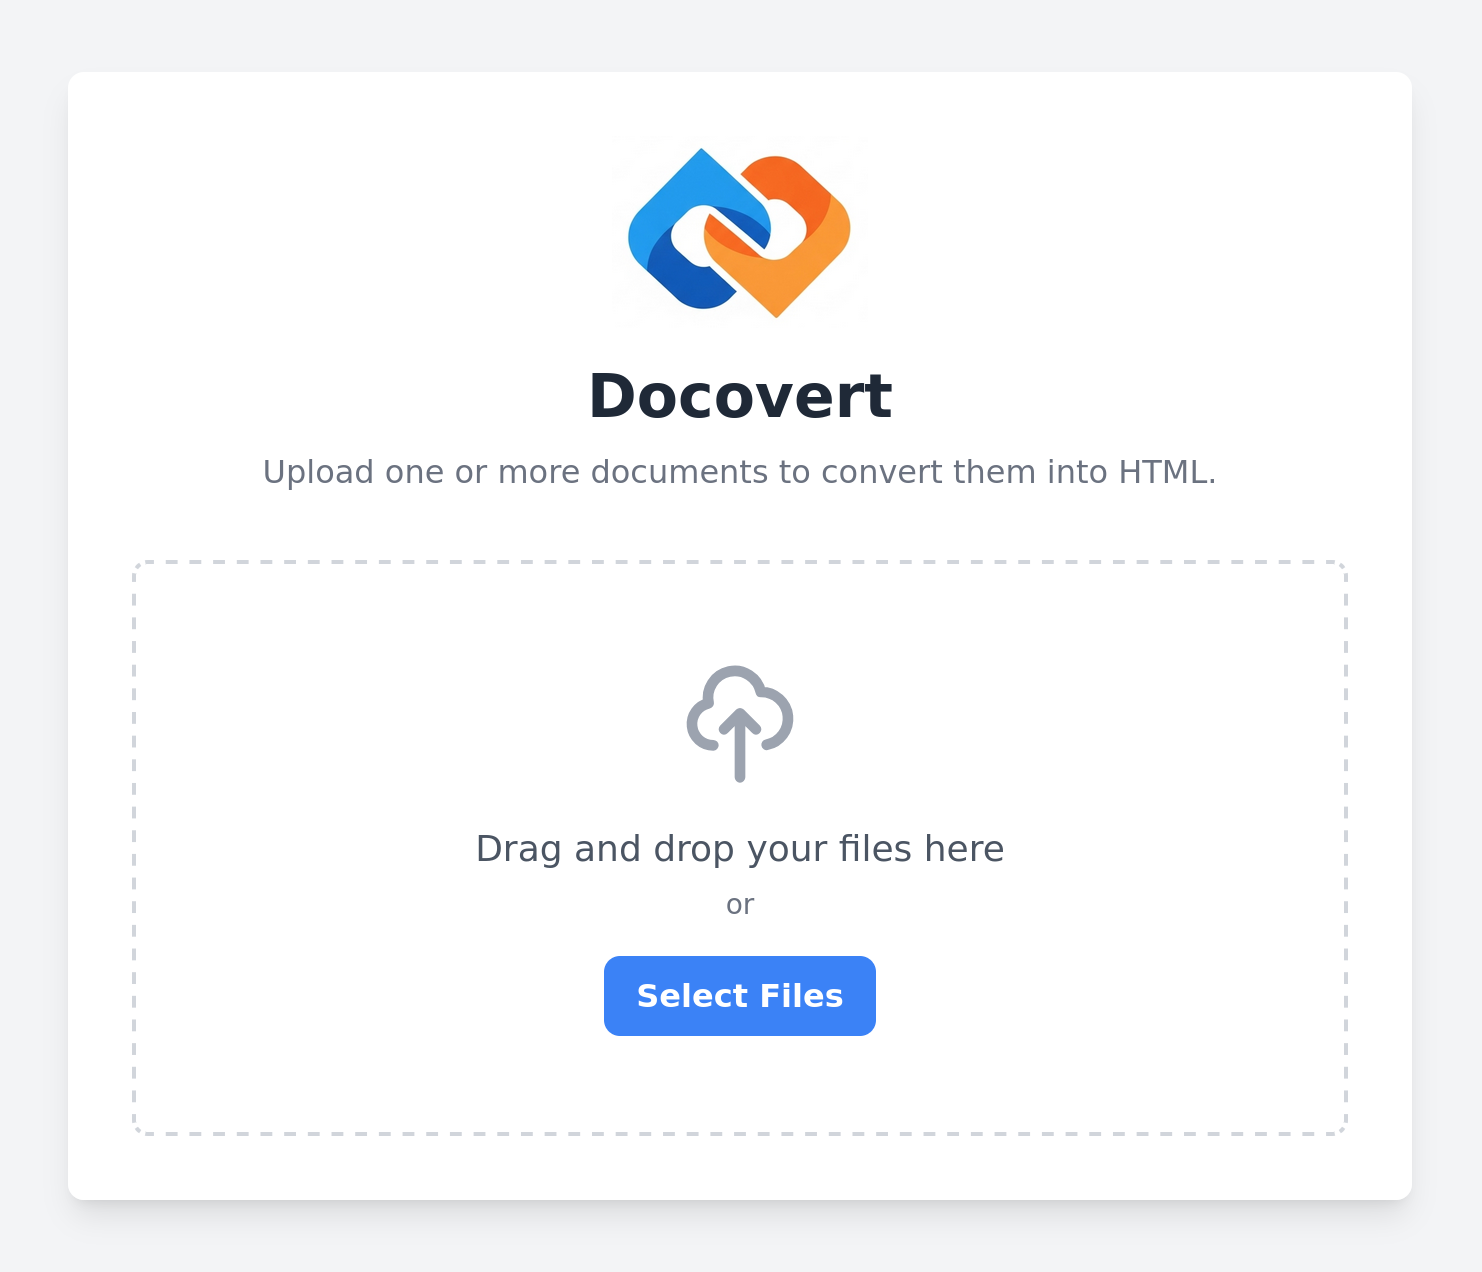 Docovert
Upload one or more documents to convert them into HTML.
Drag and drop your files here
or
Select Files